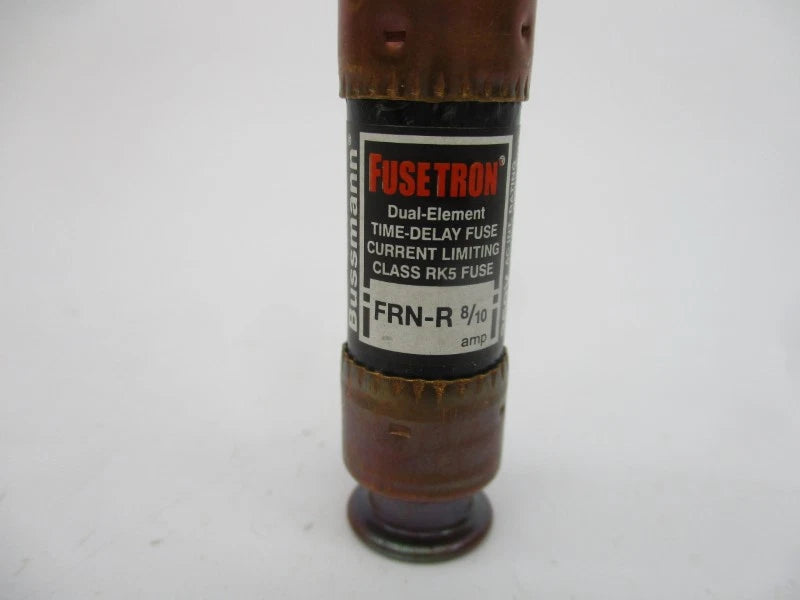 Bussmann®
FUSETRON®
Dual-Element
TIME-DELAY FUSE
CURRENT LIMITING
CLASS RK5 FUSE
FRN-R 8/10
amp